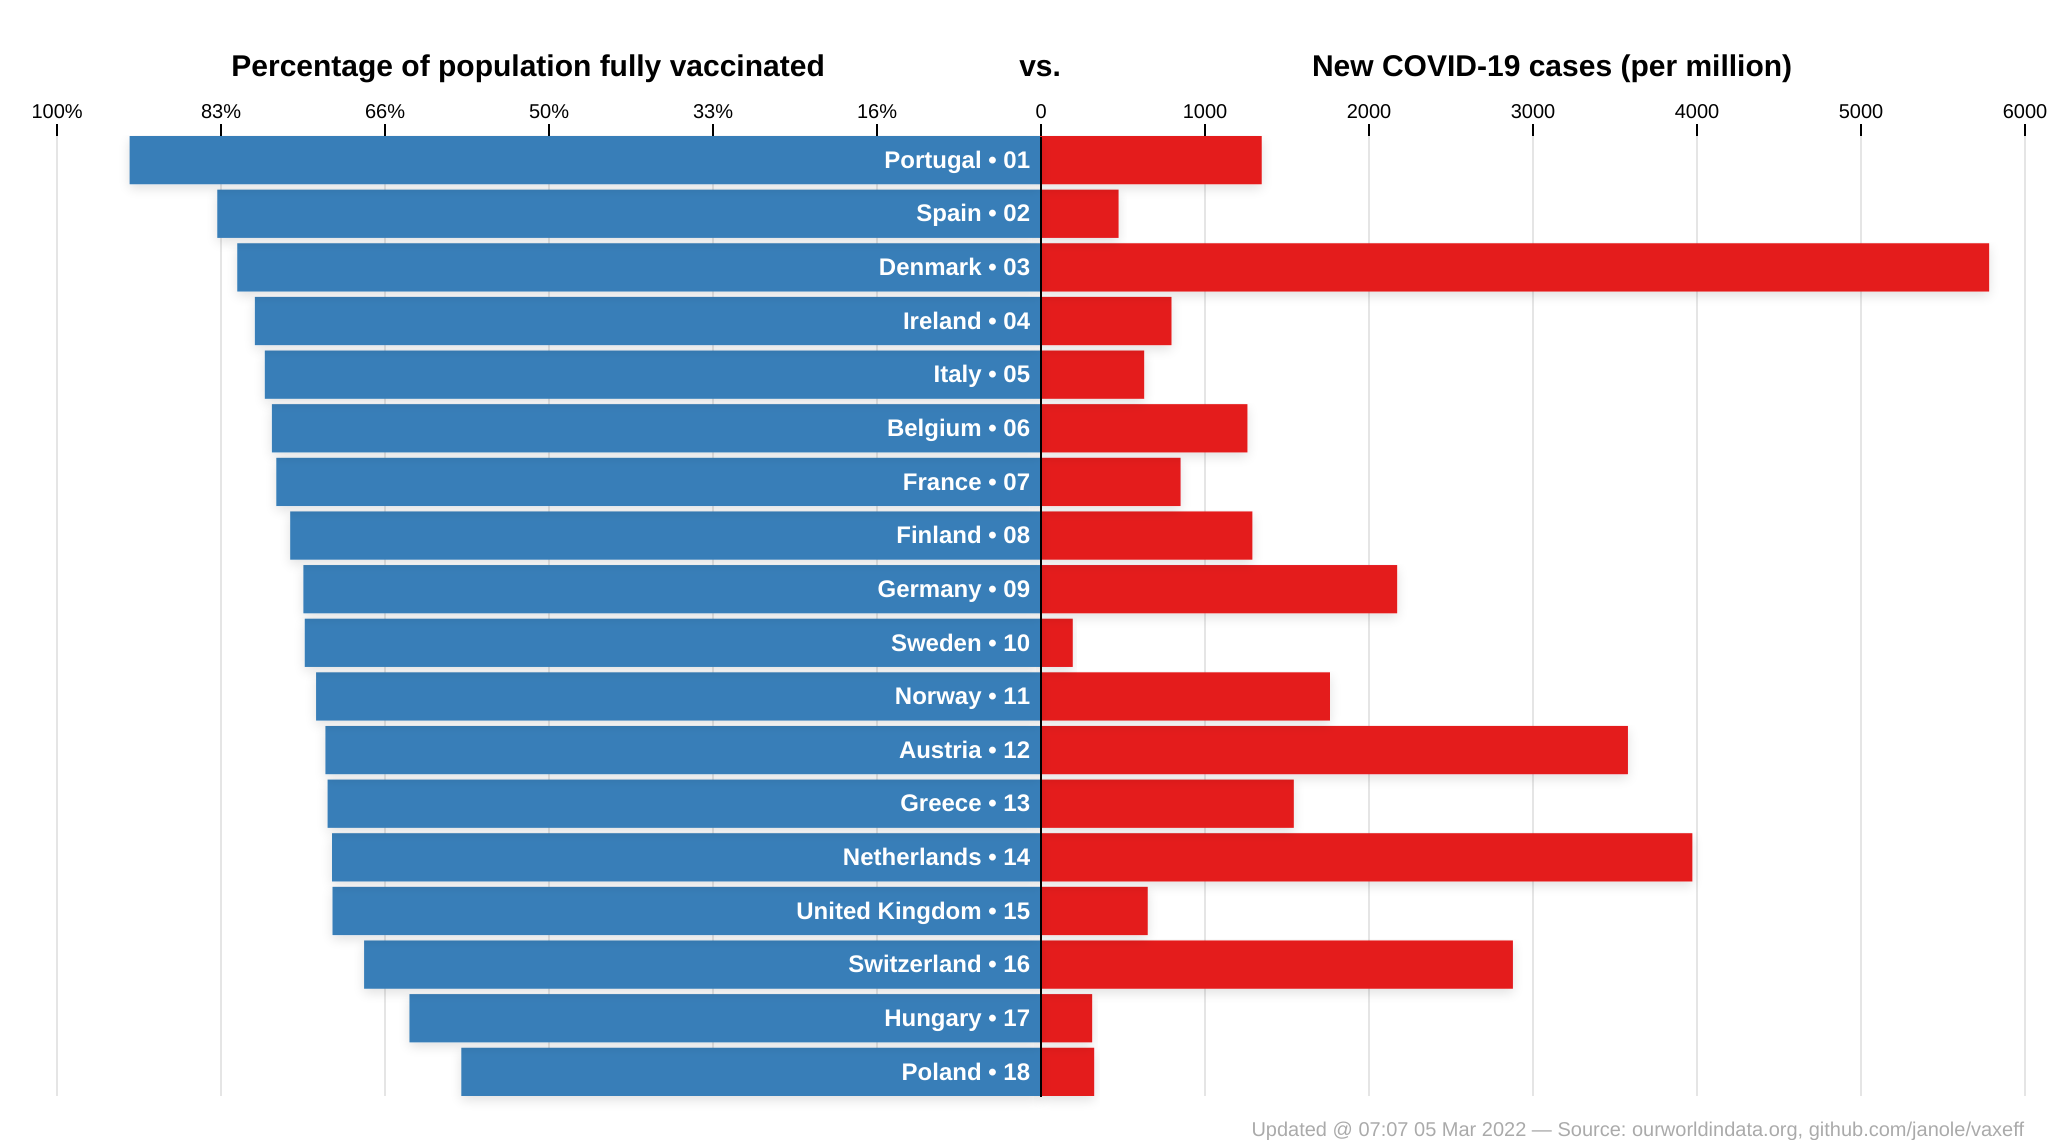 Percentage of population fully vaccinated vs. New COVID-19 cases (per million)
100% 83% 66% 50% 33% 16% 0 1000 2000 3000 4000 5000 6000
Portugal • 01
Spain • 02
Denmark • 03
Ireland • 04
Italy • 05
Belgium • 06
France • 07
Finland • 08
Germany • 09
Sweden • 10
Norway • 11
Austria • 12
Greece • 13
Netherlands • 14
United Kingdom • 15
Switzerland • 16
Hungary • 17
Poland • 18
Updated @ 07:07 05 Mar 2022 — Source: ourworldindata.org, github.com/janole/vaxeff